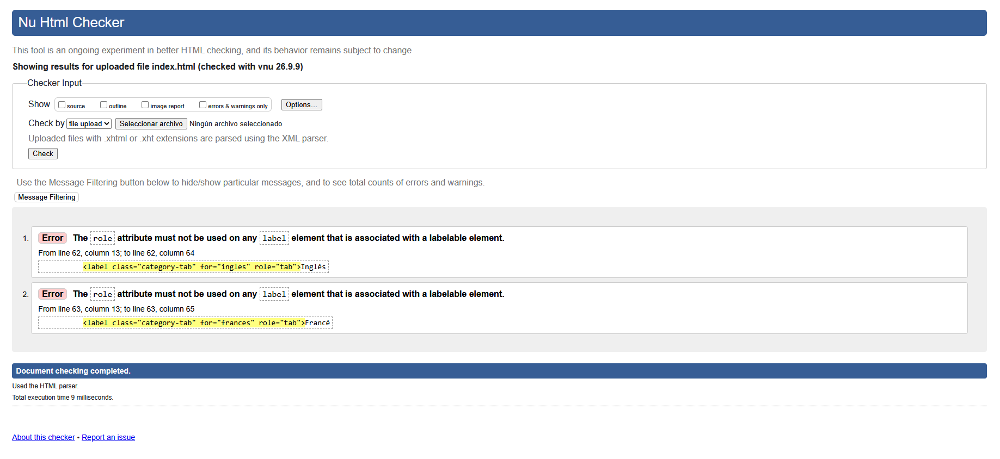 Nu Html Checker
This tool is an ongoing experiment in better HTML checking, and its behavior remains subject to change
Showing results for uploaded file index.html (checked with vnu 26.9.9)
Checker Input
Show source outline image report errors & warnings only Options...
Check by file upload Seleccionar archivo Ningún archivo seleccionado
Uploaded files with .xhtml or .xht extensions are parsed using the XML parser.
Check
Use the Message Filtering button below to hide/show particular messages, and to see total counts of errors and warnings.
Message Filtering
1. Error The role attribute must not be used on any label element that is associated with a labelable element.
From line 62, column 13; to line 62, column 64
<label class="category-tab" for="ingles" role="tab">Inglés
2. Error The role attribute must not be used on any label element that is associated with a labelable element.
From line 63, column 13; to line 63, column 65
<label class="category-tab" for="frances" role="tab">Francé
Document checking completed.
Used the HTML parser.
Total execution time 9 milliseconds.
About this checker • Report an issue